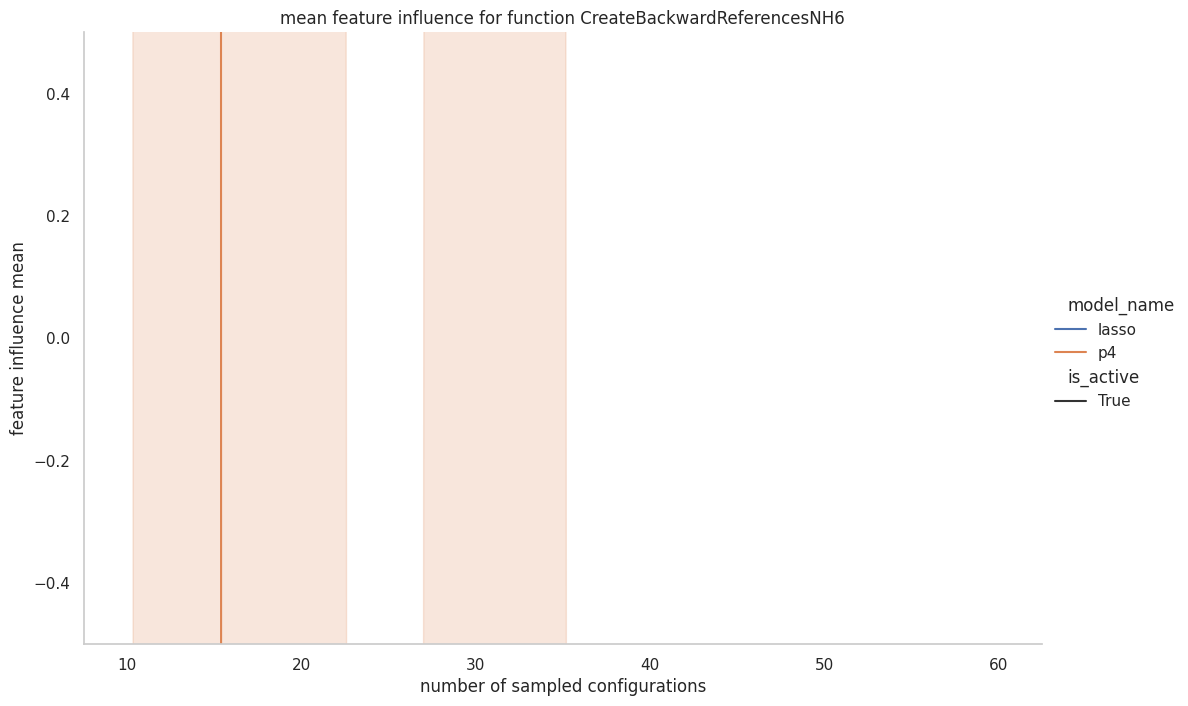 mean feature influence for function CreateBackwardReferencesNH6
feature influence mean
0.4
0.2
0.0
−0.2
−0.4
10
20
30
40
50
60
number of sampled configurations
model_name
lasso
p4
is_active
True